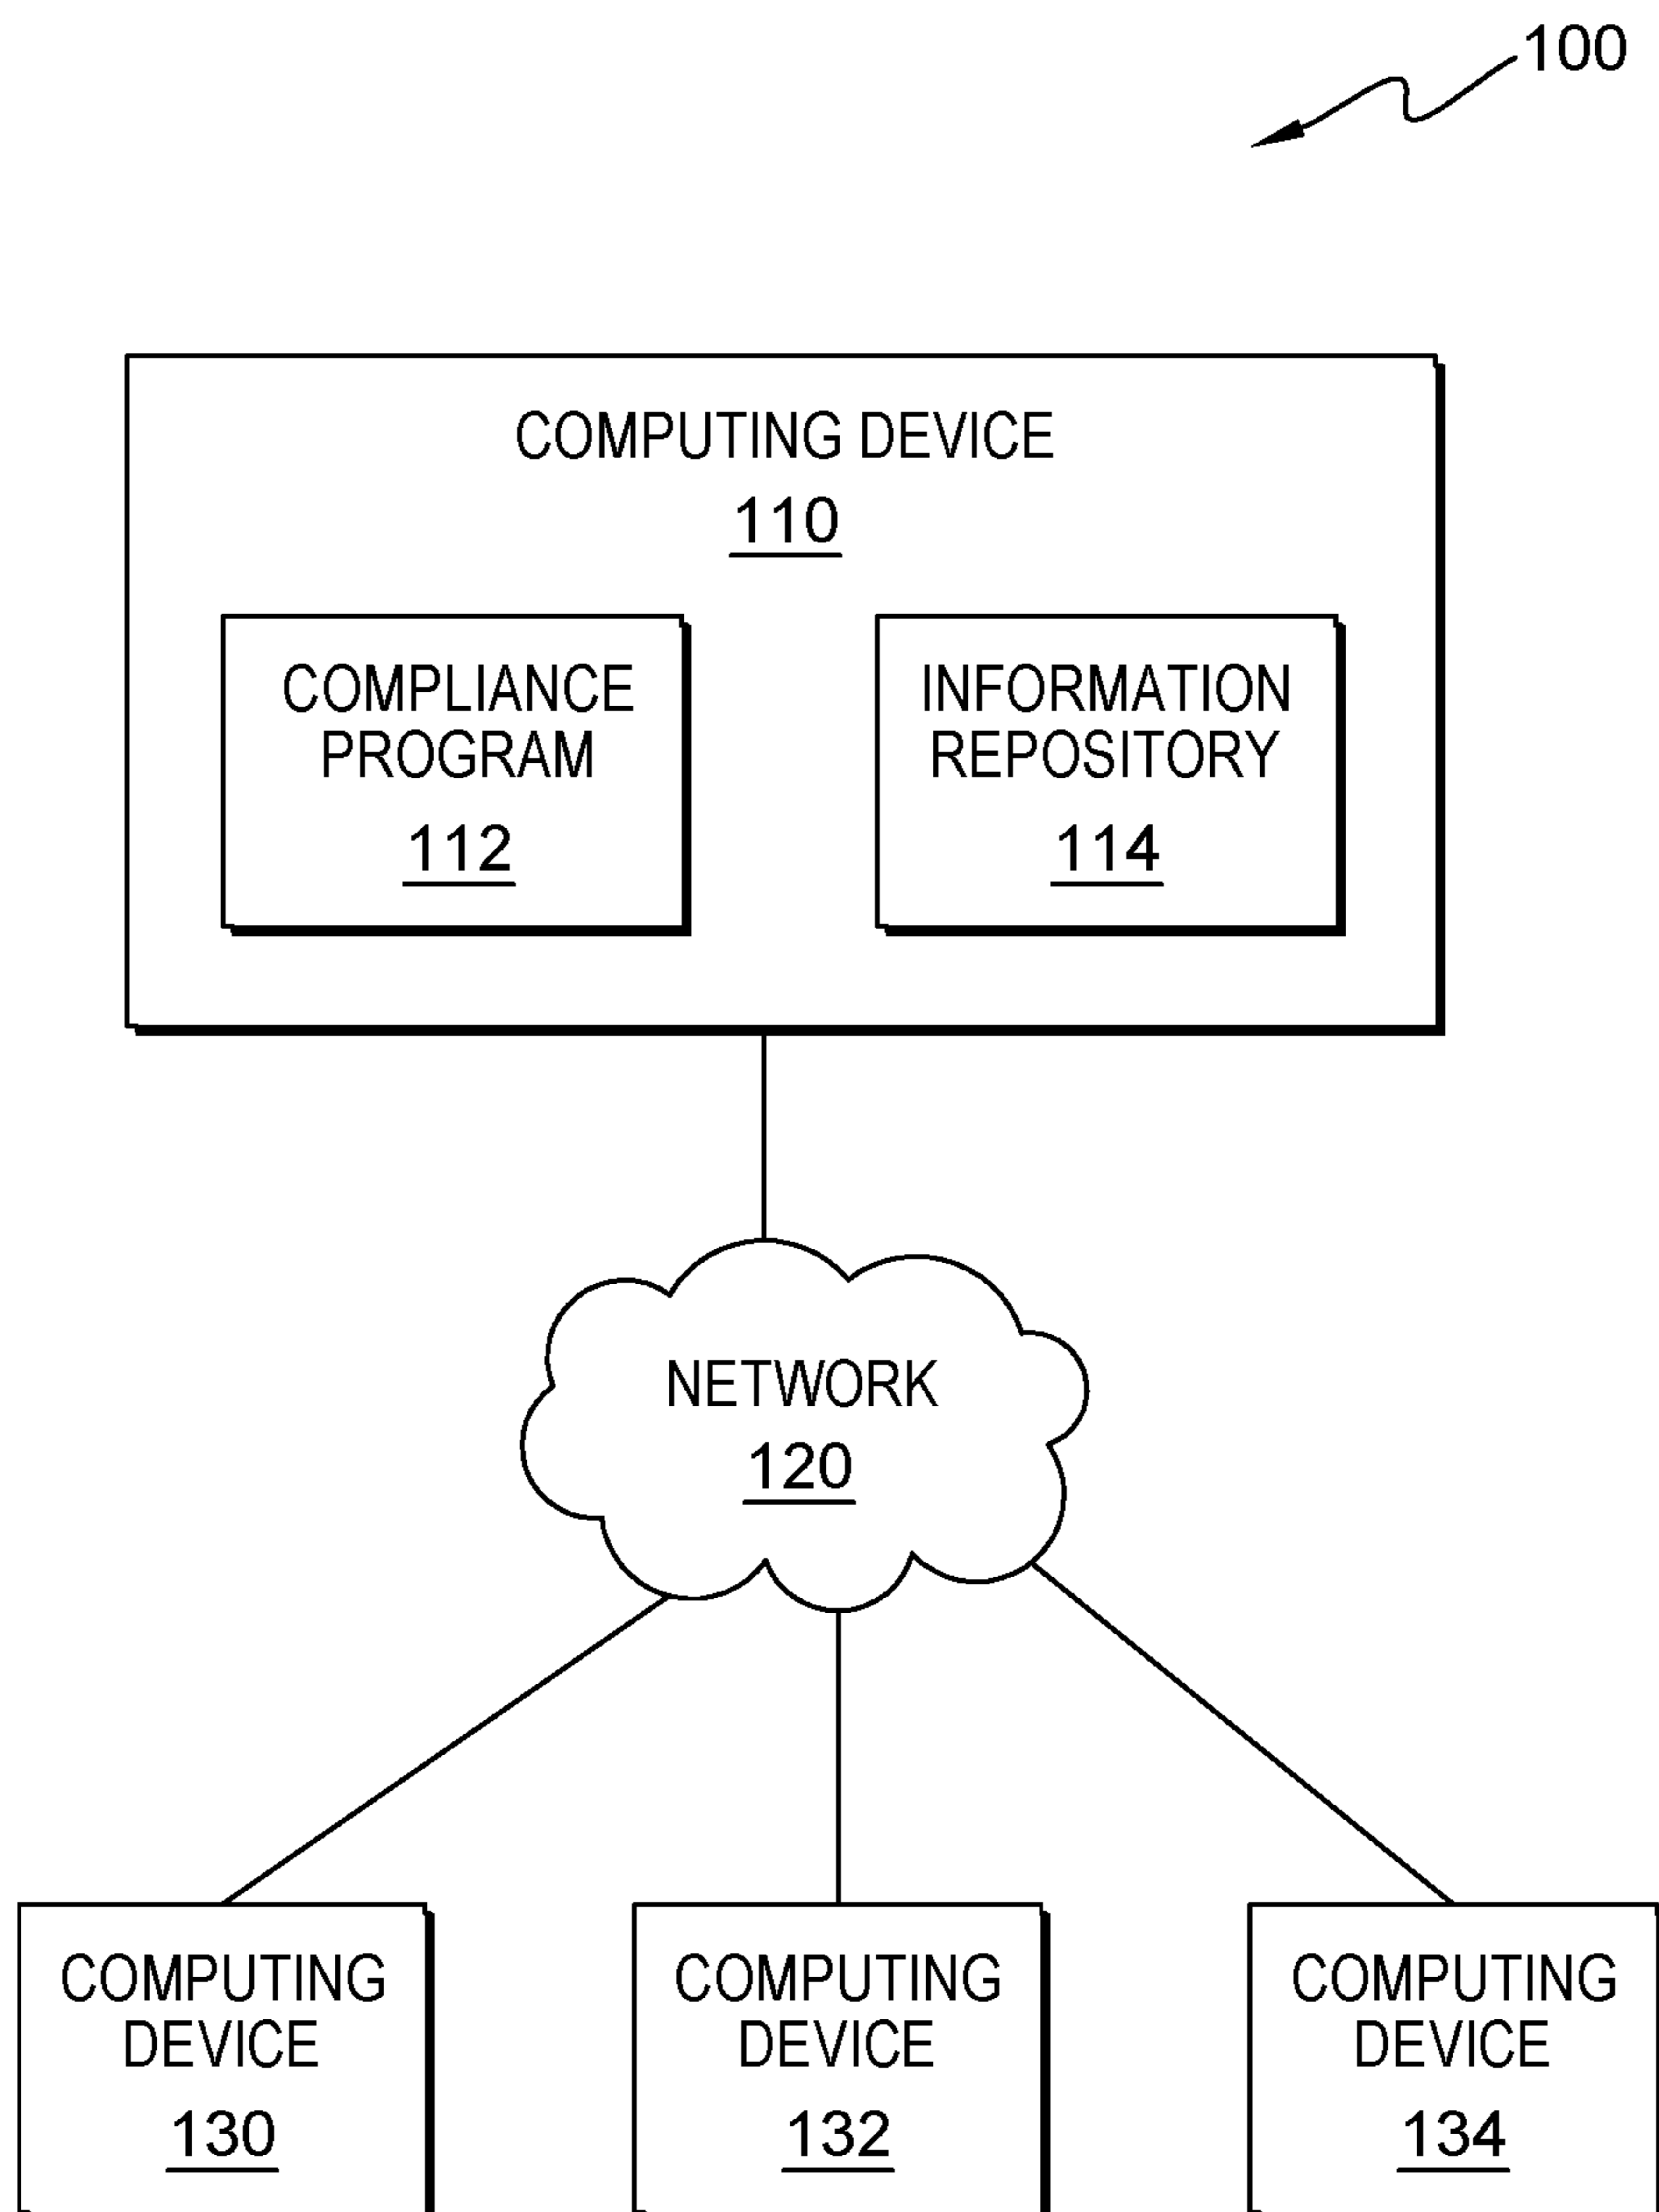 100
COMPUTING DEVICE
110
COMPLIANCE
PROGRAM
112
INFORMATION
REPOSITORY
114
NETWORK
120
COMPUTING
DEVICE
130
COMPUTING
DEVICE
132
COMPUTING
DEVICE
134